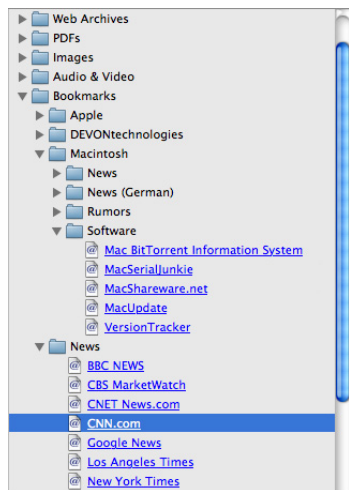 Web Archives
PDFs
Images
Audio & Video
Bookmarks
Apple
DEVONtechnologies
Macintosh
News
News (German)
Rumors
Software
Mac BitTorrent Information System
MacSerialJunkie
MacShareware.net
MacUpdate
VersionTracker
News
BBC NEWS
CBS MarketWatch
CNET News.com
CNN.com
Google News
Los Angeles Times
New York Times